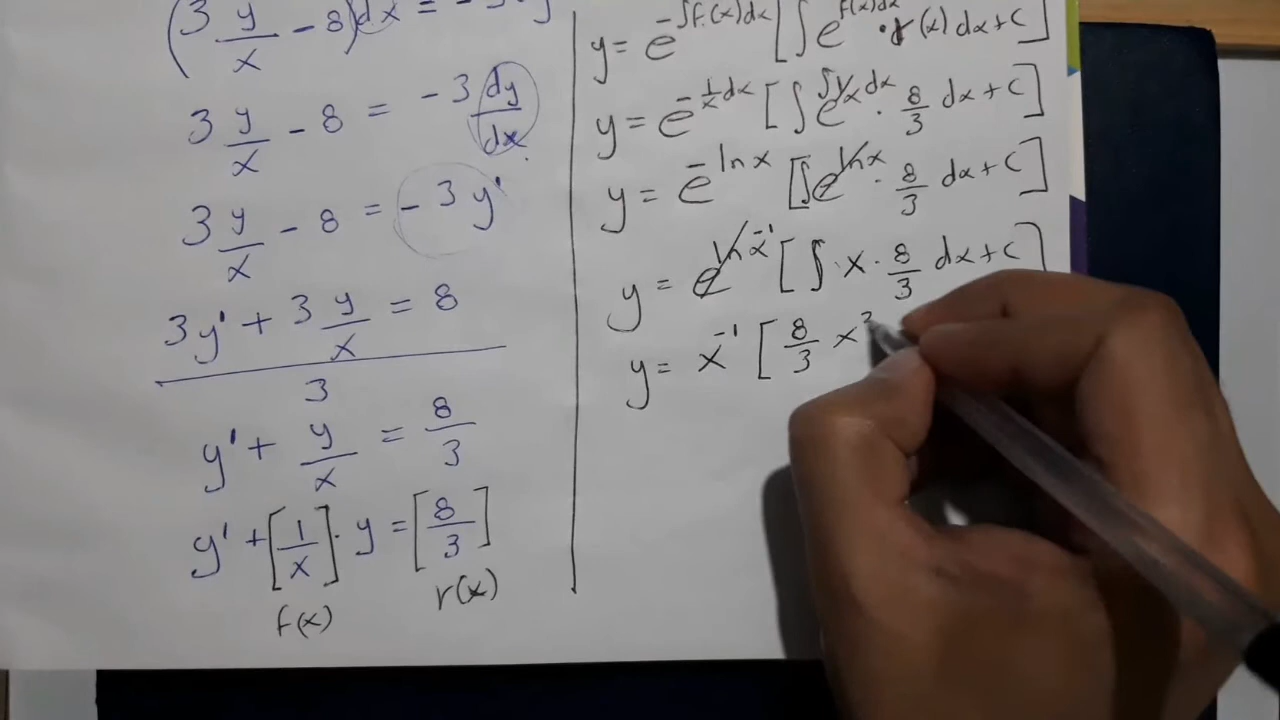 (3 y/x - 8)dx = -3
3 y/x - 8 = -3 dy/dx
3 y/x - 8 = -3y'
3y' + 3 y/x = 8
3
y' + y/x = 8/3
y' + [1/x] · y = [8/3]
f(x) r(x)
y = e^-∫f(x)dx [∫e^f(x)dx · r(x) dx + C]
y = e^-1/x dx [∫e^∫1/x dx · 8/3 dx + C]
y = e^-ln x [∫e^ln x · 8/3 dx + C]
y = e^ln x^-1 [∫ · x · 8/3 dx + C]
y = x^-1 [8/3 x